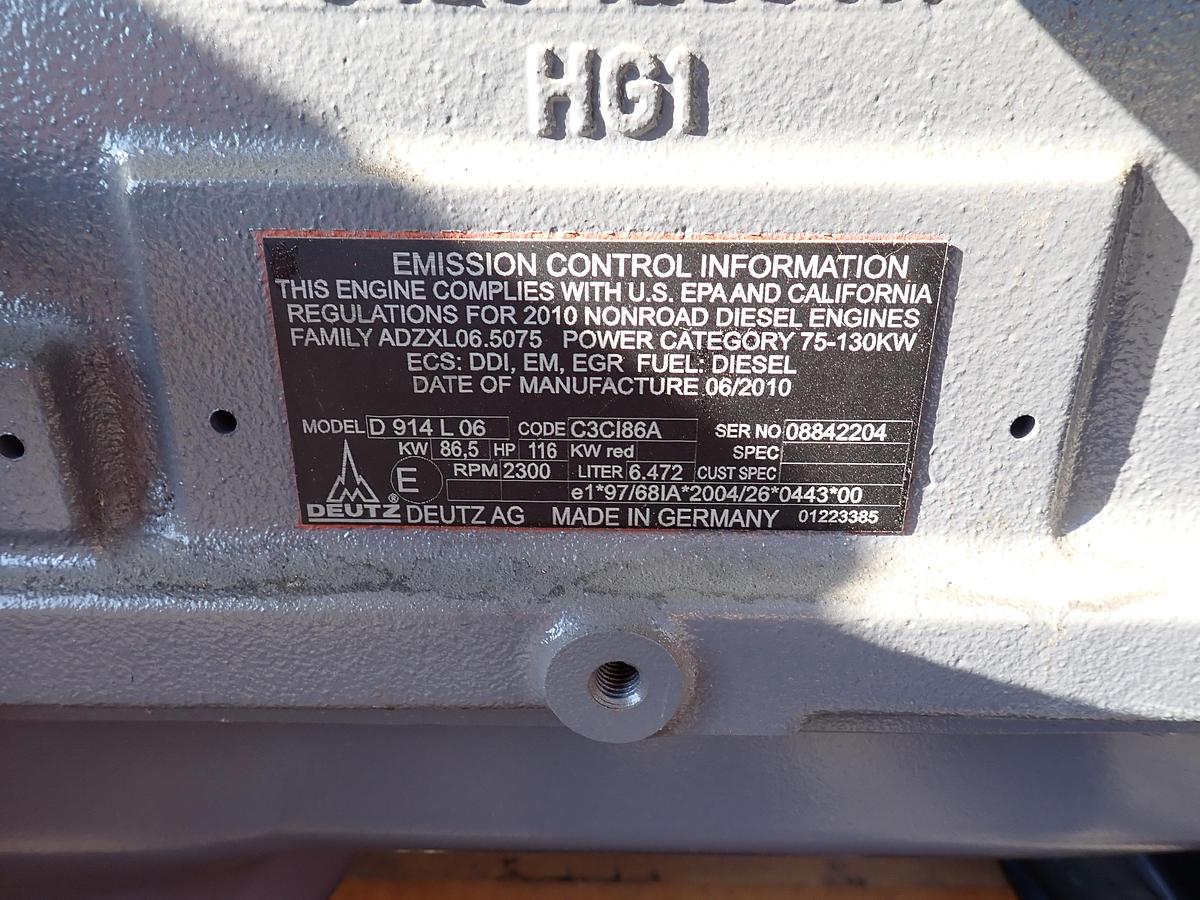 HG1
EMISSION CONTROL INFORMATION
THIS ENGINE COMPLIES WITH U.S. EPA AND CALIFORNIA
REGULATIONS FOR 2010 NONROAD DIESEL ENGINES
FAMILY ADZXL06.5075 POWER CATEGORY 75-130KW
ECS: DDI, EM, EGR FUEL: DIESEL
DATE OF MANUFACTURE 06/2010
MODEL D 914 L 06 CODE C3CI86A SER NO 08842204
KW 86,5 HP 116 KW red SPEC
E RPM 2300 LITER 6.472 CUST SPEC
e1*97/68IA*2004/26*0443*00
DEUTZ® DEUTZ AG MADE IN GERMANY 01223385